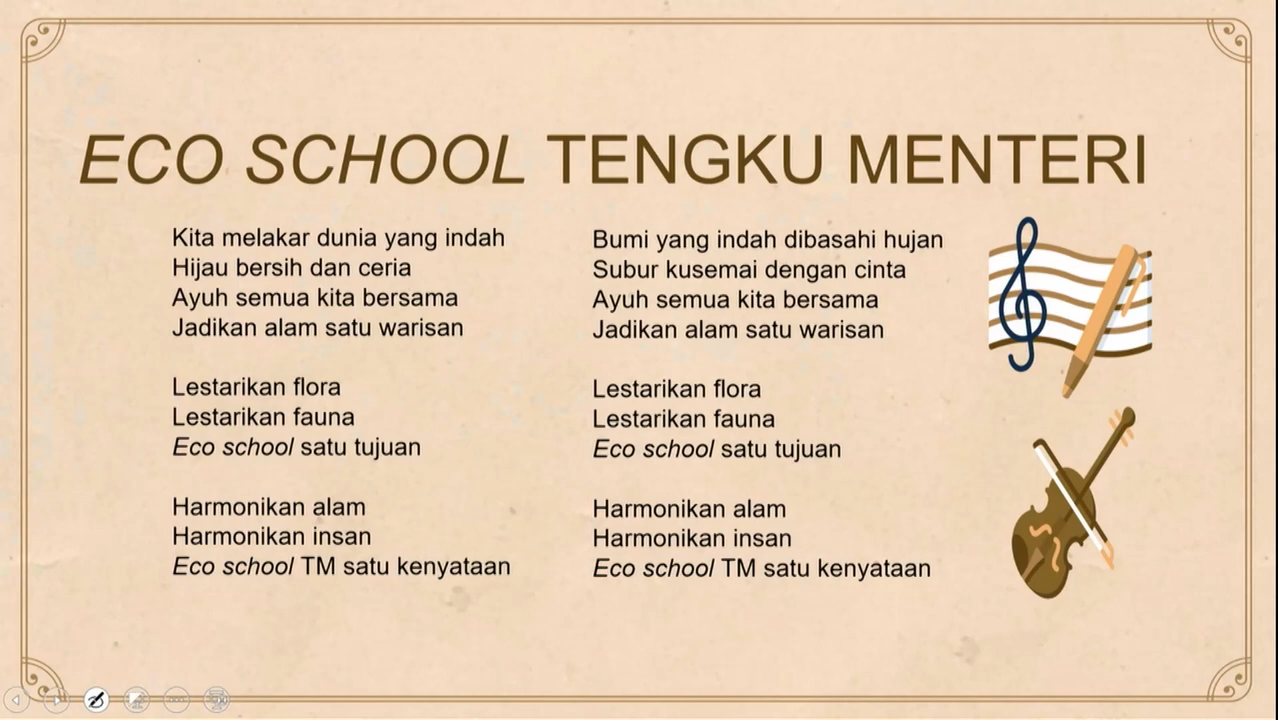 ECO SCHOOL TENGKU MENTERI
Kita melakar dunia yang indah
Hijau bersih dan ceria
Ayuh semua kita bersama
Jadikan alam satu warisan
Lestarikan flora
Lestarikan fauna
Eco school satu tujuan
Harmonikan alam
Harmonikan insan
Eco school TM satu kenyataan
Bumi yang indah dibasahi hujan
Subur kusemai dengan cinta
Ayuh semua kita bersama
Jadikan alam satu warisan
Lestarikan flora
Lestarikan fauna
Eco school satu tujuan
Harmonikan alam
Harmonikan insan
Eco school TM satu kenyataan